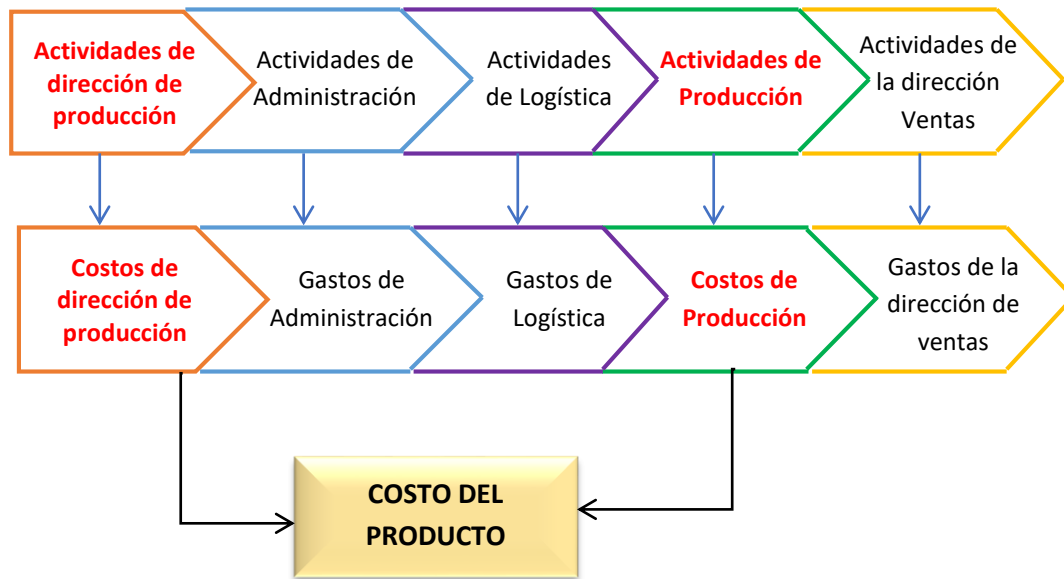 Actividades de
dirección de
producción
Actividades de
Administración
Actividades
de Logística
Actividades de
Producción
Actividades de
la dirección
Ventas
Costos de
dirección de
producción
Gastos de
Administración
Gastos de
Logística
Costos de
Producción
Gastos de la
dirección de
ventas
COSTO DEL
PRODUCTO